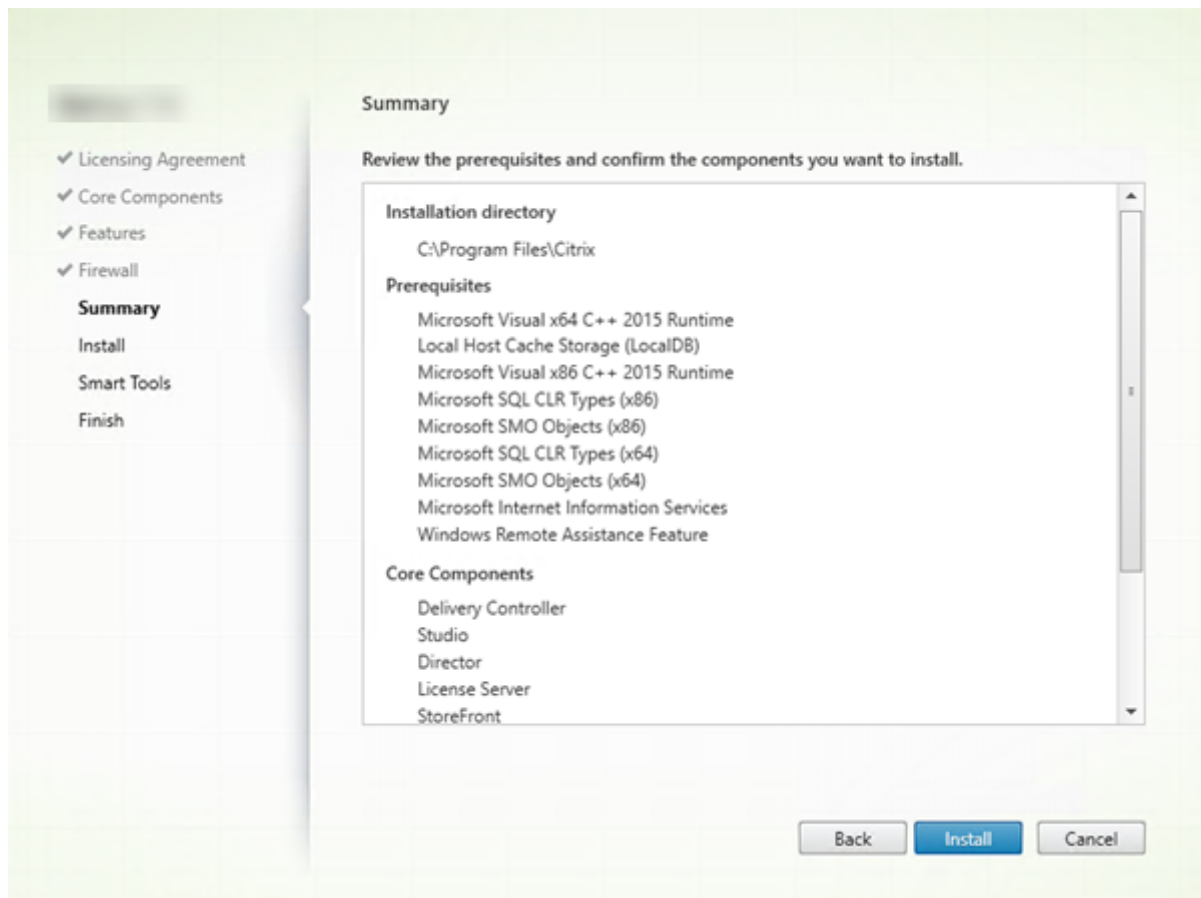 Summary
Licensing Agreement
Core Components
Features
Firewall
Summary
Install
Smart Tools
Finish
Review the prerequisites and confirm the components you want to install.
Installation directory
C:\Program Files\Citrix
Prerequisites
Microsoft Visual x64 C++ 2015 Runtime
Local Host Cache Storage (LocalDB)
Microsoft Visual x86 C++ 2015 Runtime
Microsoft SQL CLR Types (x86)
Microsoft SMO Objects (x86)
Microsoft SQL CLR Types (x64)
Microsoft SMO Objects (x64)
Microsoft Internet Information Services
Windows Remote Assistance Feature
Core Components
Delivery Controller
Studio
Director
License Server
StoreFront
Back
Install
Cancel